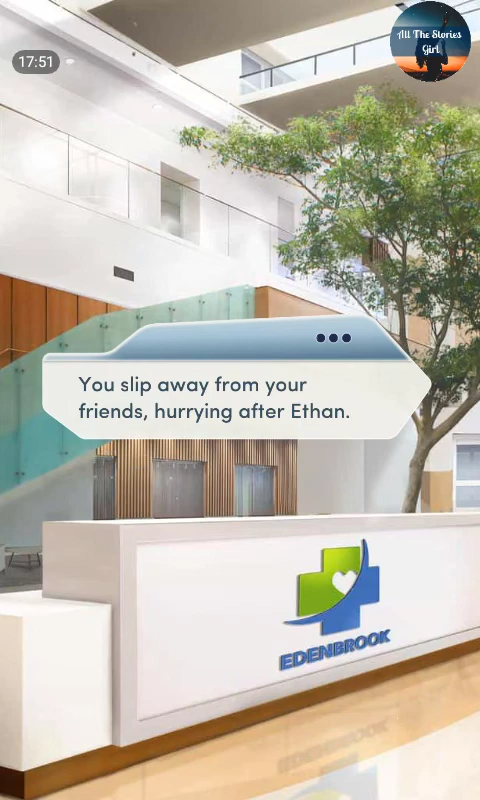 17:51
All The Stories
Girl
You slip away from your
friends, hurrying after Ethan.
EDENBROOK